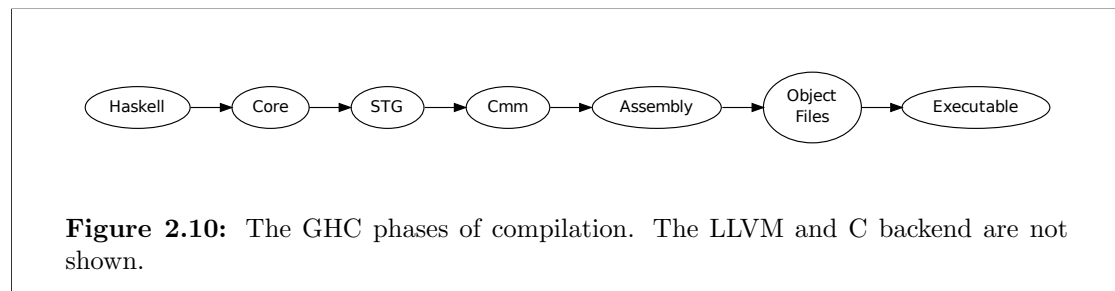 Haskell
Core
STG
Cmm
Assembly
Object
Files
Executable
Figure 2.10: The GHC phases of compilation. The LLVM and C backend are not
shown.